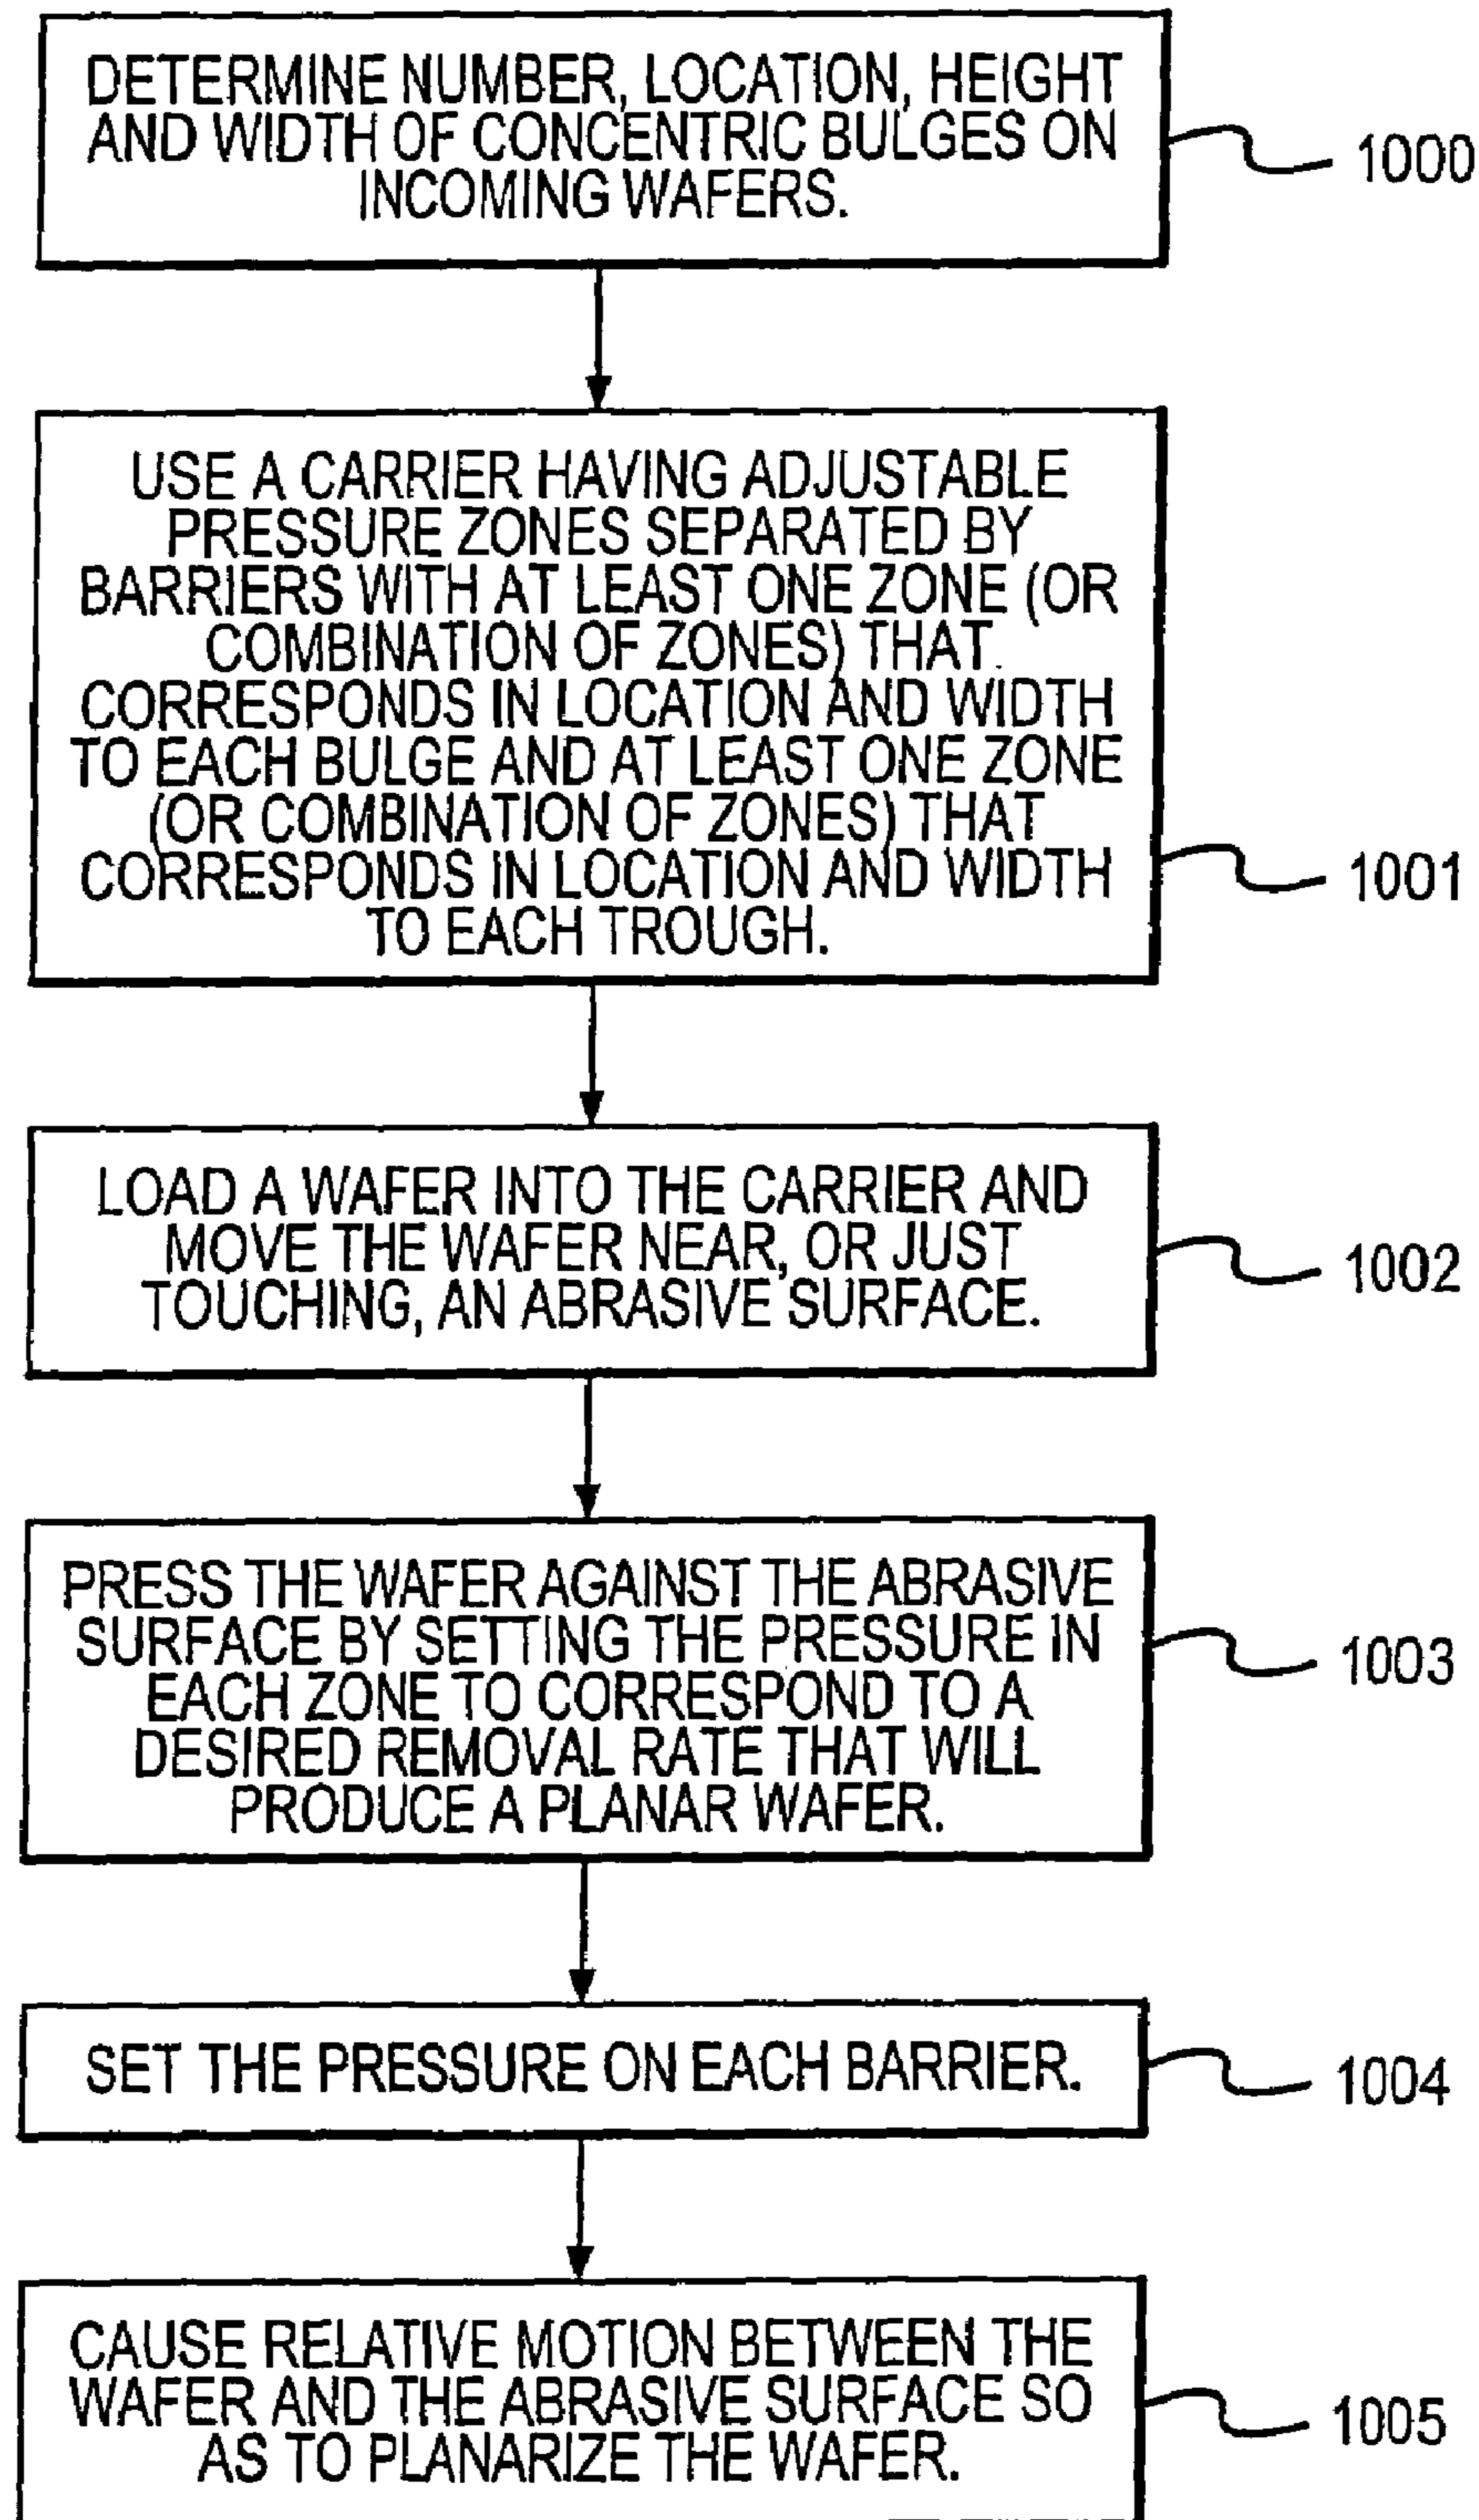 DETERMINE NUMBER, LOCATION, HEIGHT
AND WIDTH OF CONCENTRIC BULGES ON
INCOMING WAFERS.
1000
USE A CARRIER HAVING ADJUSTABLE
PRESSURE ZONES SEPARATED BY
BARRIERS WITH AT LEAST ONE ZONE (OR
COMBINATION OF ZONES) THAT
CORRESPONDS IN LOCATION AND WIDTH
TO EACH BULGE AND AT LEAST ONE ZONE
(OR COMBINATION OF ZONES) THAT
CORRESPONDS IN LOCATION AND WIDTH
TO EACH TROUGH.
1001
LOAD A WAFER INTO THE CARRIER AND
MOVE THE WAFER NEAR, OR JUST
TOUCHING, AN ABRASIVE SURFACE.
1002
PRESS THE WAFER AGAINST THE ABRASIVE
SURFACE BY SETTING THE PRESSURE IN
EACH ZONE TO CORRESPOND TO A
DESIRED REMOVAL RATE THAT WILL
PRODUCE A PLANAR WAFER.
1003
SET THE PRESSURE ON EACH BARRIER.
1004
CAUSE RELATIVE MOTION BETWEEN THE
WAFER AND THE ABRASIVE SURFACE SO
AS TO PLANARIZE THE WAFER.
1005